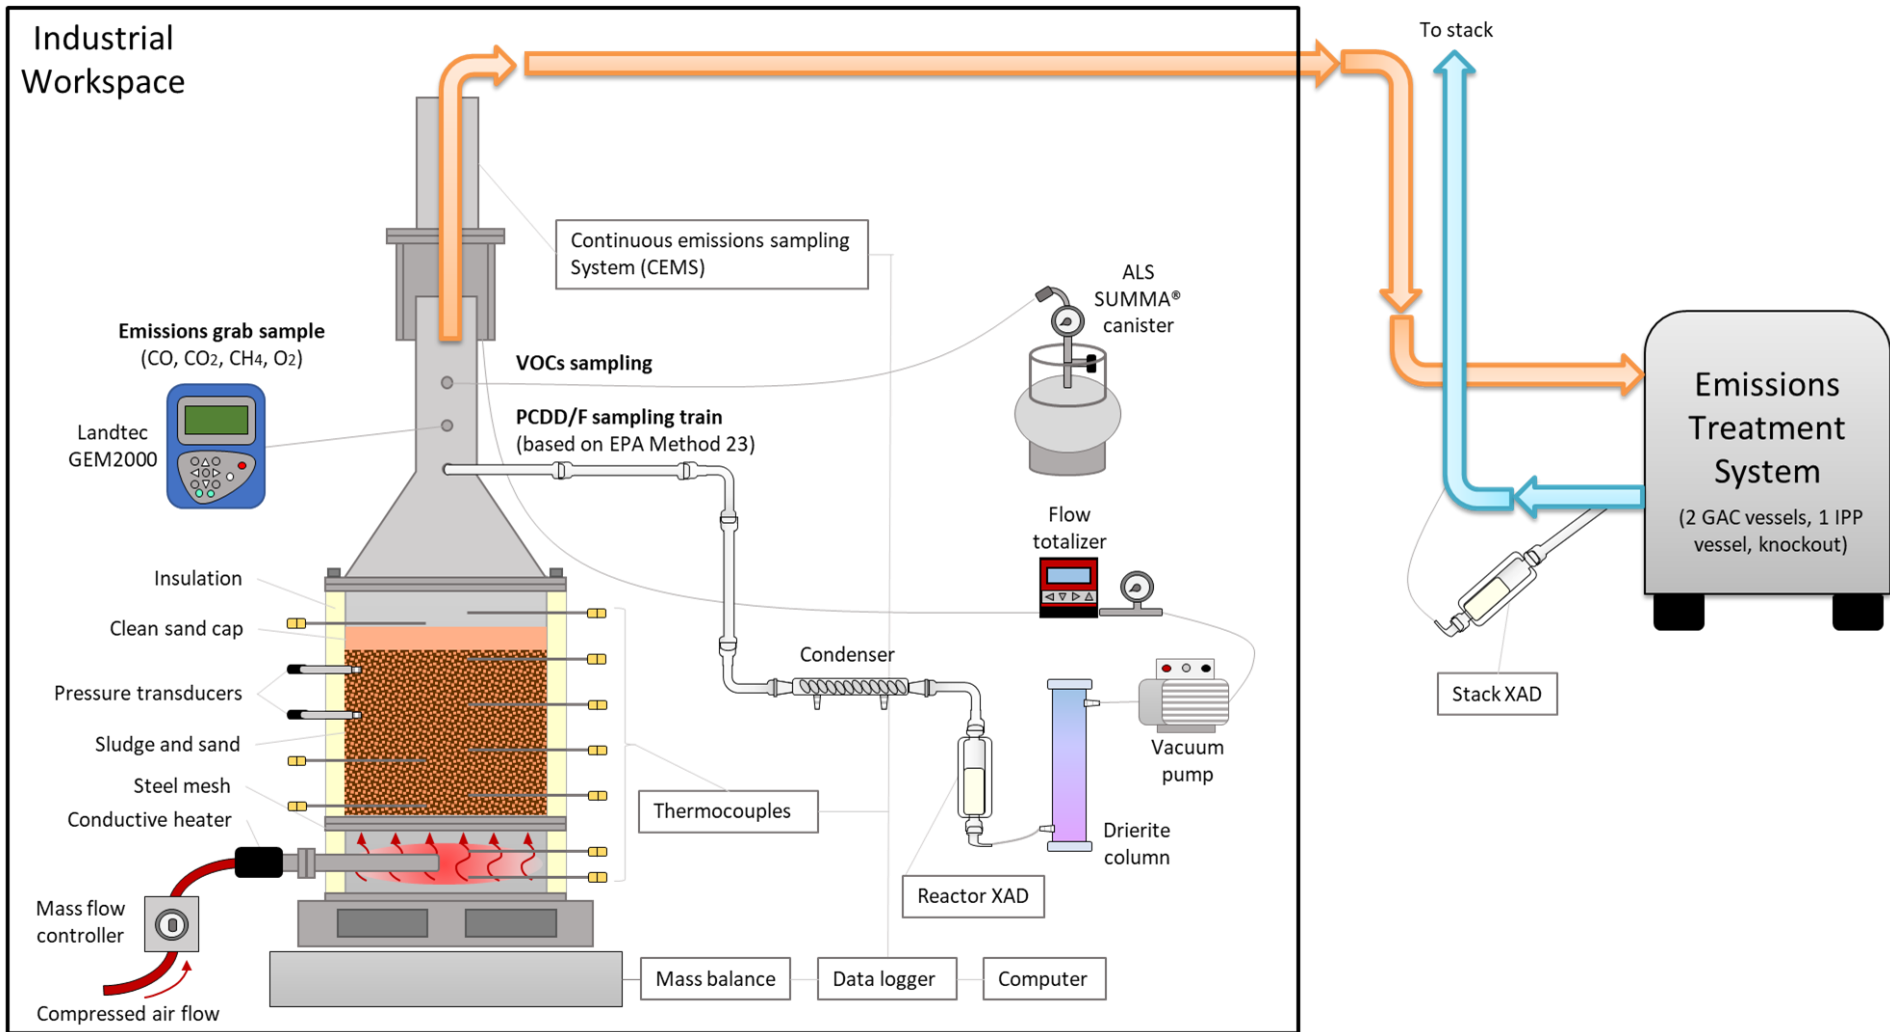 Industrial
Workspace
To stack
Continuous emissions sampling
System (CEMS)
ALS
SUMMA®
canister
Emissions grab sample
(CO, CO2, CH4, O2)
VOCs sampling
Landtec
GEM2000
PCDD/F sampling train
(based on EPA Method 23)
Emissions
Treatment
System
(2 GAC vessels, 1 IPP
vessel, knockout)
Flow
totalizer
Insulation
Clean sand cap
Condenser
Pressure transducers
Stack XAD
Sludge and sand
Vacuum
pump
Steel mesh
Thermocouples
Conductive heater
Drierite
column
Reactor XAD
Mass flow
controller
Mass balance
Data logger
Computer
Compressed air flow